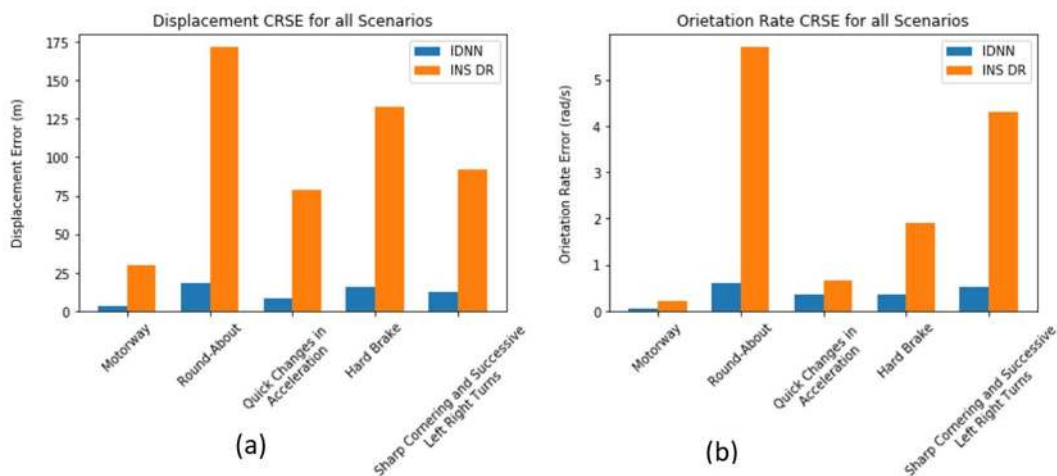 Displacement CRSE for all Scenarios
Displacement Error (m)
175
150
125
100
75
50
25
0
IDNN
INS DR
Motorway
Round-About
Quick Changes in
Acceleration
Hard Brake
Sharp Cornering and Successive
Left Right Turns
(a)
Orietation Rate CRSE for all Scenarios
Orietation Rate Error (rad/s)
5
4
3
2
1
0
IDNN
INS DR
Motorway
Round-About
Quick Changes in
Acceleration
Hard Brake
Sharp Cornering and Successive
Left Right Turns
(b)